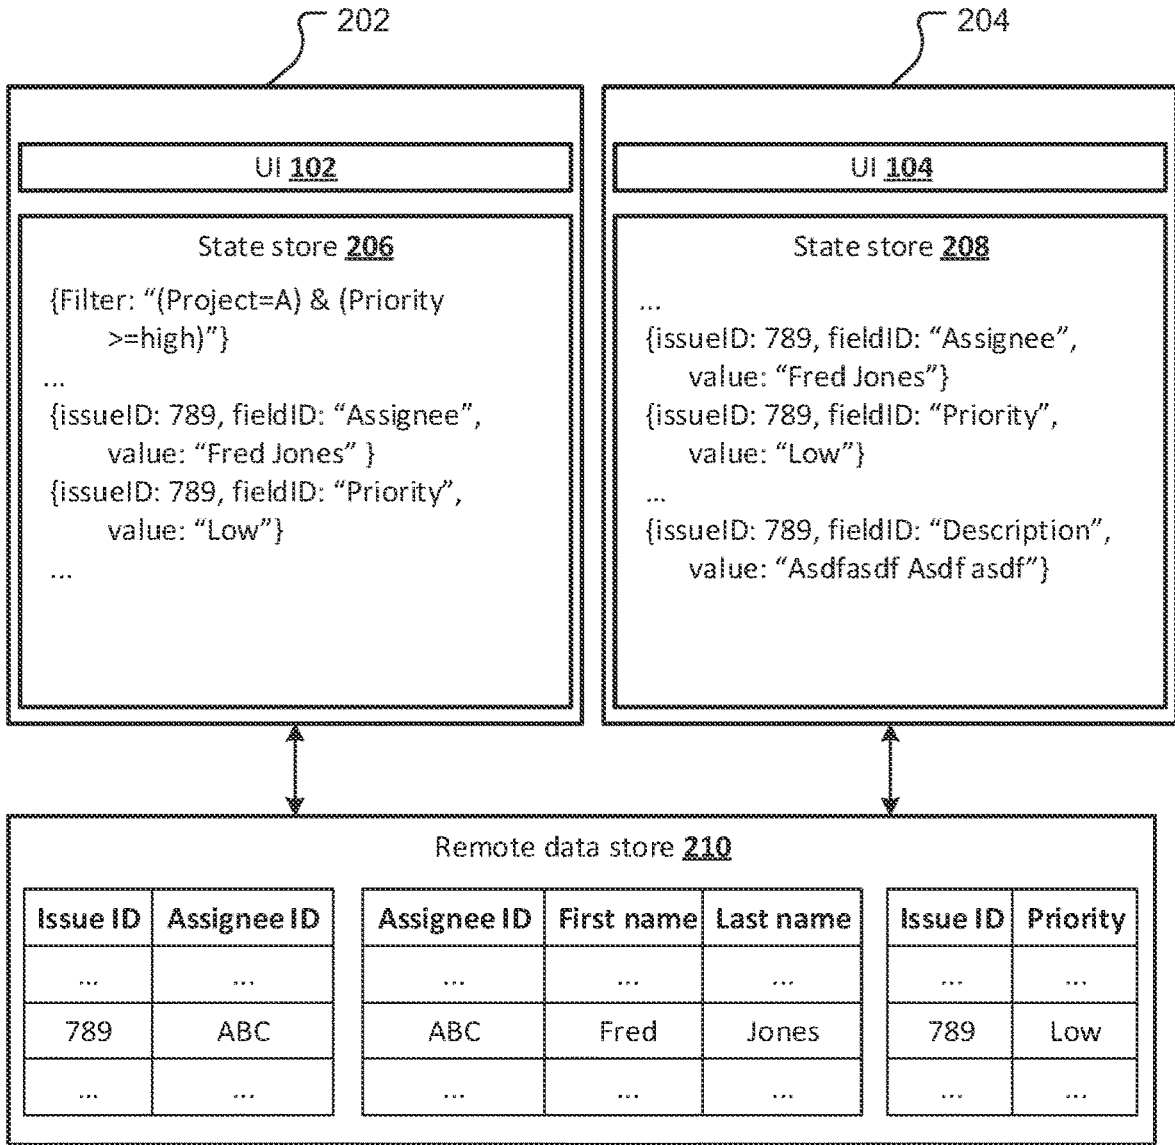 202
204
UI 102
State store 206
{Filter: “(Project=A) & (Priority
>=high)”}
...
{issueID: 789, fieldID: “Assignee”,
value: “Fred Jones” }
{issueID: 789, fieldID: “Priority”,
value: “Low”}
...
UI 104
State store 208
...
{issueID: 789, fieldID: “Assignee”,
value: “Fred Jones”}
{issueID: 789, fieldID: “Priority”,
value: “Low”}
...
{issueID: 789, fieldID: “Description”,
value: “Asdfasdf Asdf asdf”}
Remote data store 210
Issue ID Assignee ID
... ...
789 ABC
... ...
Assignee ID First name Last name
... ... ...
ABC Fred Jones
... ... ...
Issue ID Priority
... ...
789 Low
... ...